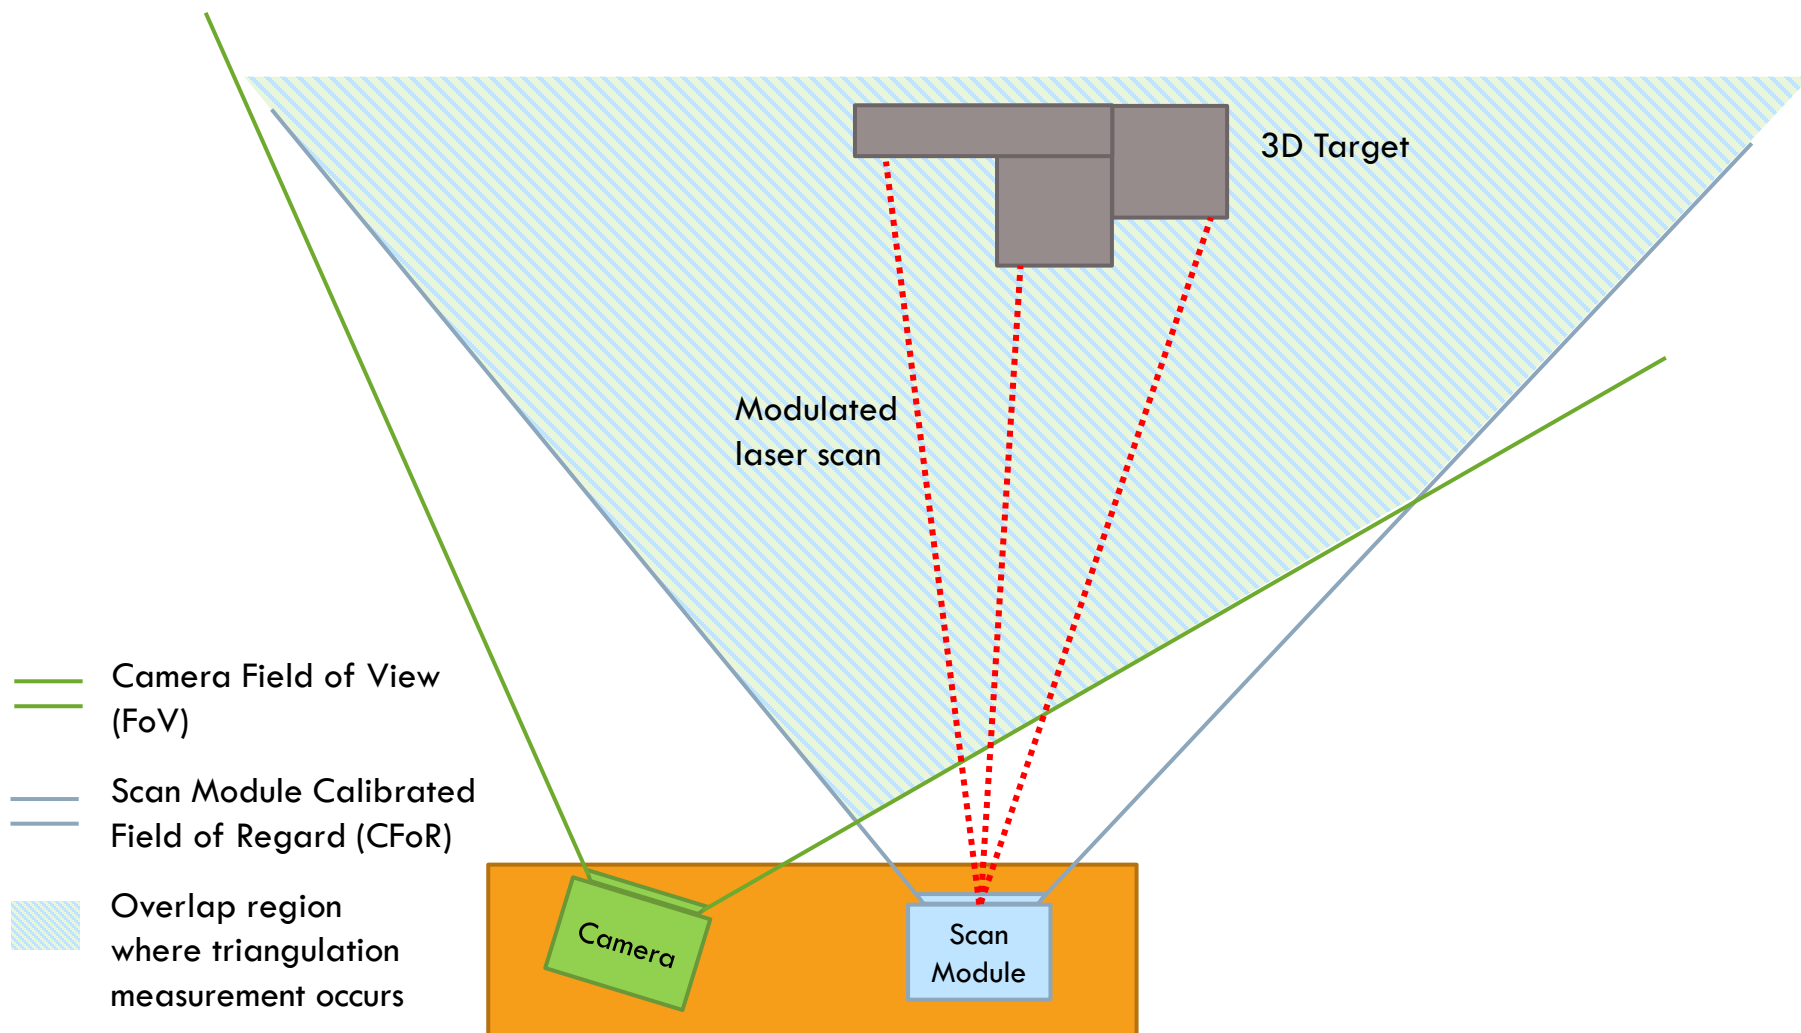 3D Target
Modulated
laser scan
Camera Field of View
(FoV)
Scan Module Calibrated
Field of Regard (CFoR)
Overlap region
where triangulation
measurement occurs
Camera
Scan
Module